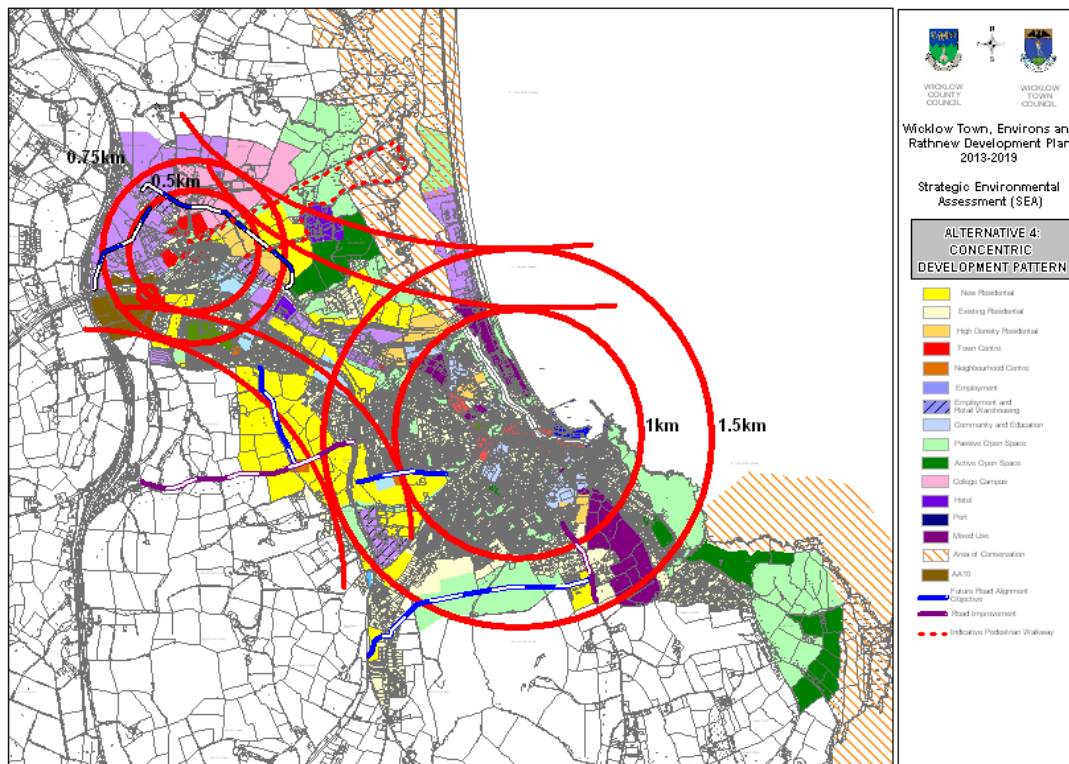 0.75km
0.5km
1km
1.5km
WICKLOW
COUNTY
COUNCIL
WICKLOW
TOWN
COUNCIL
Wicklow Town, Environs an
Rathnew Development Plan
2013-2019
Strategic Environmental
Assessment (SEA)
ALTERNATIVE 4:
CONCENTRIC
DEVELOPMENT PATTERN
New Residential
Existing Residential
High Density Residential
Town Centre
Neighbourhood Centre
Employment
Employment and
Retail Warehousing
Community and Education
Passive Open Space
Active Open Space
College Campus
Hotel
Port
Mixed Use
Area of Conservation
AA10
Future Road Alignment
Objective
Road Improvement
Indicative Pedestrian Walkway